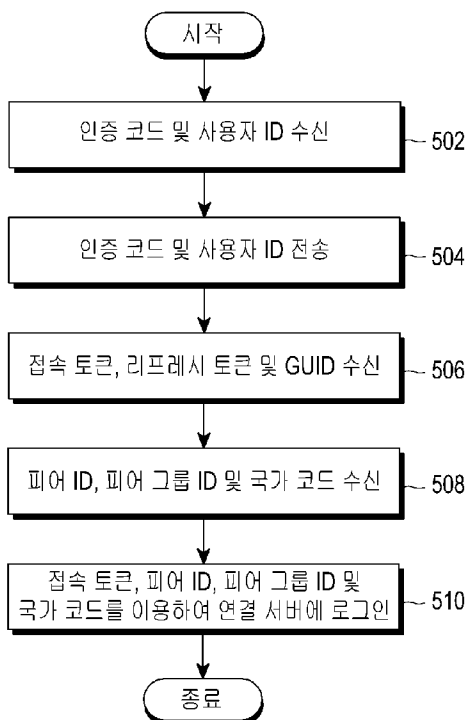 시작
인증 코드 및 사용자 ID 수신
502
인증 코드 및 사용자 ID 전송
504
접속 토큰, 리프레시 토큰 및 GUID 수신
506
피어 ID, 피어 그룹 ID 및 국가 코드 수신
508
접속 토큰, 피어 ID, 피어 그룹 ID 및
국가 코드를 이용하여 연결 서버에 로그인
510
종료